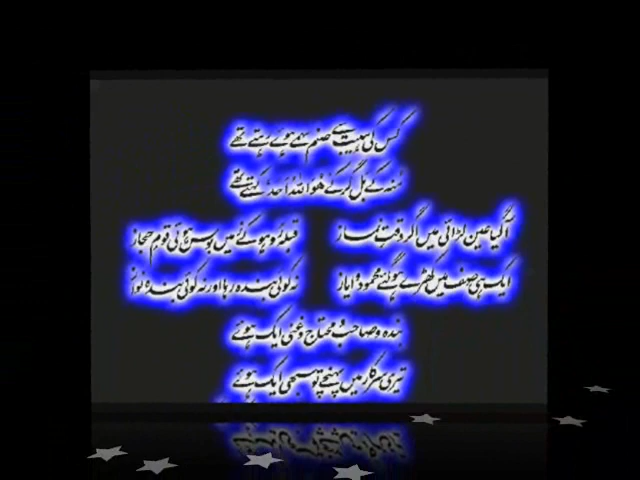 کس کی ہیبت سے صنم سہمے ہوئے رہتے تھے
منہ کے بل گر کے ھو اللہ احد کہتے تھے
آ گیا عین لڑائی میں اگر وقت نماز
قبلہ رو ہو کے زمیں بوس ہوئی قوم حجاز
ایک ہی صف میں کھڑے ہو گئے محمود و ایاز
نہ کوئی بندہ رہا اور نہ کوئی بندہ نواز
بندہ و صاحب و محتاج و غنی ایک ہوئے
تیری سرکار میں پہنچے تو سبھی ایک ہوئے